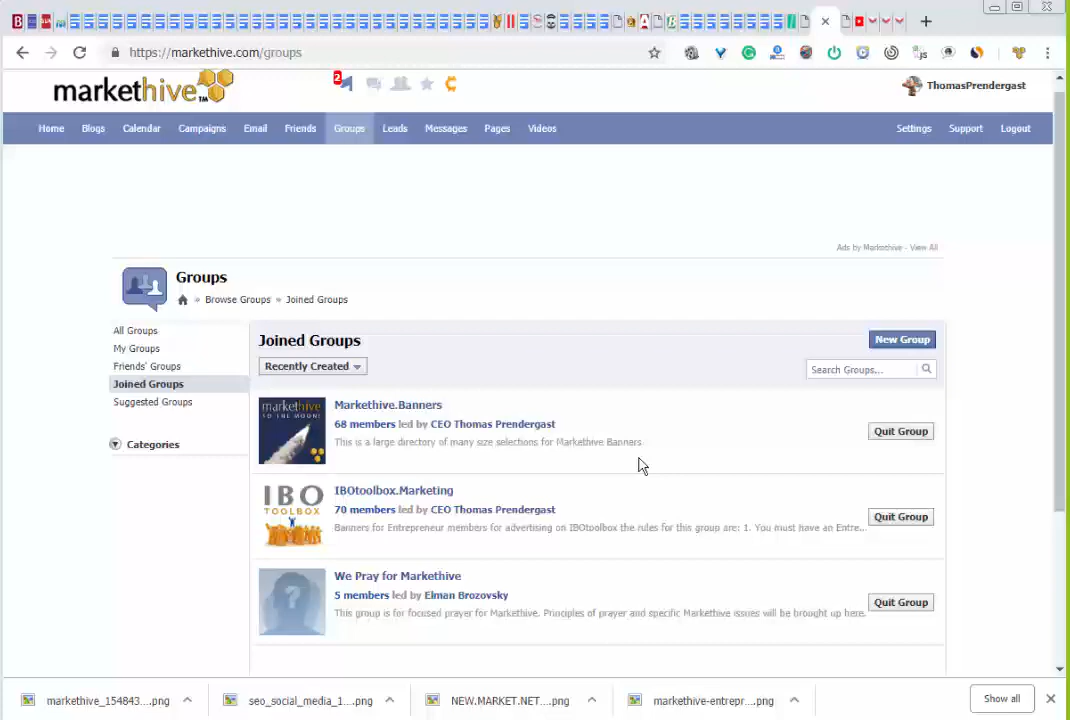 https://markethive.com/groups
markethive™
2
ThomasPrendergast
Home Blogs Calendar Campaigns Email Friends Groups Leads Messages Pages Videos Settings Support Logout
Ads by Markethive - View All
Groups
» Browse Groups » Joined Groups
All Groups
My Groups
Friends' Groups
Joined Groups
Suggested Groups
Categories
Joined Groups
New Group
Recently Created
Search Groups...
markethive
TO THE MOON!
Markethive.Banners
68 members led by CEO Thomas Prendergast
This is a large directory of many size selections for Markethive Banners
Quit Group
IBO
TOOLBOX
IBOtoolbox.Marketing
70 members led by CEO Thomas Prendergast
Banners for Entrepreneur members for advertising on IBOtoolbox the rules for this group are: 1. You must have an Entre...
Quit Group
We Pray for Markethive
5 members led by Elman Brozovsky
This group is for focused prayer for Markethive. Principles of prayer and specific Markethive issues will be brought up here.
Quit Group
markethive_154843....png
seo_social_media_1....png
NEW.MARKET.NET....png
markethive-entrepr....png
Show all